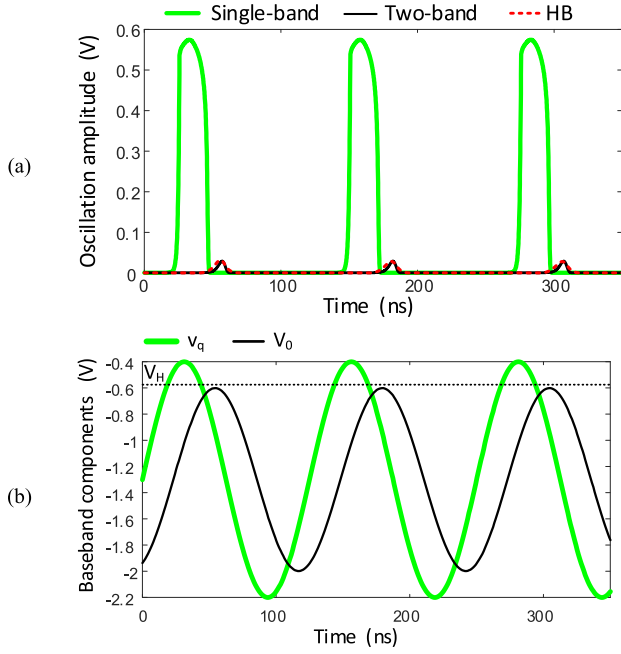 Single-band Two-band HB
(a)
Oscillation amplitude (V)
0.6
0.5
0.4
0.3
0.2
0.1
0
0 100 200 300
Time (ns)
v_q V_0
(b)
Baseband components (V)
V_H
-0.4
-0.6
-0.8
-1
-1.2
-1.4
-1.6
-1.8
-2
-2.2
0 100 200 300
Time (ns)